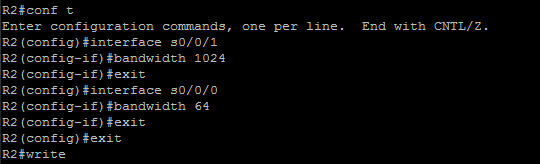 R2#conf t
Enter configuration commands, one per line.  End with CNTL/Z.
R2(config)#interface s0/0/1
R2(config-if)#bandwidth 1024
R2(config-if)#exit
R2(config)#interface s0/0/0
R2(config-if)#bandwidth 64
R2(config-if)#exit
R2(config)#exit
R2#write